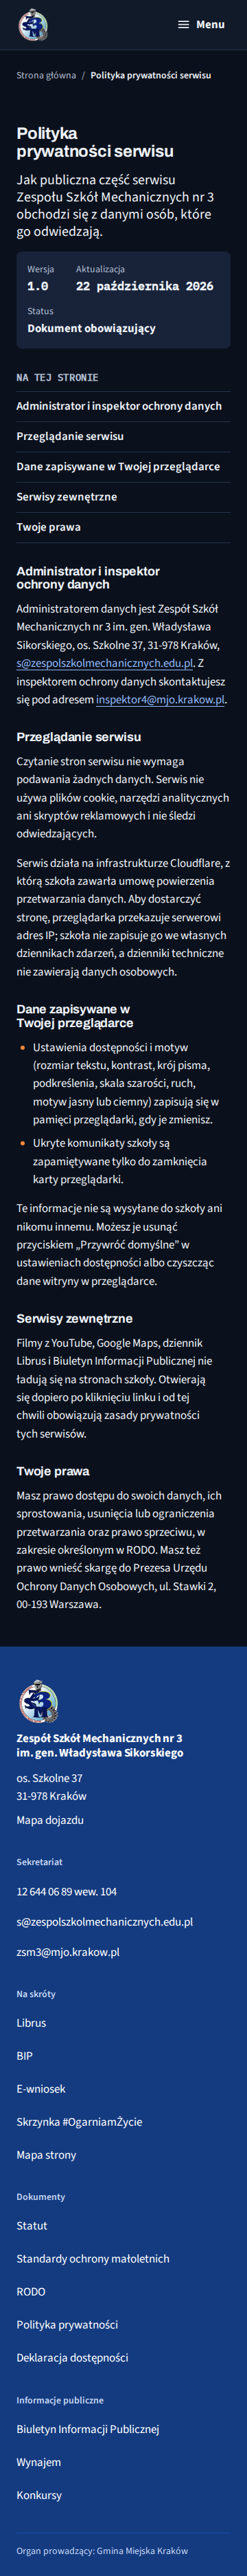 Menu
Strona główna / Polityka prywatności serwisu
Polityka
prywatności serwisu
Jak publiczna część serwisu
Zespołu Szkół Mechanicznych nr 3
obchodzi się z danymi osób, które
go odwiedzają.
Wersja Aktualizacja
1.0 22 października 2026
Status
Dokument obowiązujący
NA TEJ STRONIE
Administrator i inspektor ochrony danych
Przeglądanie serwisu
Dane zapisywane w Twojej przeglądarce
Serwisy zewnętrzne
Twoje prawa
Administrator i inspektor
ochrony danych
Administratorem danych jest Zespół Szkół
Mechanicznych nr 3 im. gen. Władysława
Sikorskiego, os. Szkolne 37, 31-978 Kraków,
s@zespolszkolmechanicznych.edu.pl. Z
inspektorem ochrony danych skontaktujesz
się pod adresem inspektor4@mjo.krakow.pl.
Przeglądanie serwisu
Czytanie stron serwisu nie wymaga
podawania żadnych danych. Serwis nie
używa plików cookie, narzędzi analitycznych
ani skryptów reklamowych i nie śledzi
odwiedzających.
Serwis działa na infrastrukturze Cloudflare, z
którą szkoła zawarła umowę powierzenia
przetwarzania danych. Aby dostarczyć
stronę, przeglądarka przekazuje serwerowi
adres IP; szkoła nie zapisuje go we własnych
dziennikach zdarzeń, a dzienniki techniczne
nie zawierają danych osobowych.
Dane zapisywane w
Twojej przeglądarce
Ustawienia dostępności i motyw
(rozmiar tekstu, kontrast, krój pisma,
podkreślenia, skala szarości, ruch,
motyw jasny lub ciemny) zapisują się w
pamięci przeglądarki, gdy je zmienisz.
Ukryte komunikaty szkoły są
zapamiętywane tylko do zamknięcia
karty przeglądarki.
Te informacje nie są wysyłane do szkoły ani
nikomu innemu. Możesz je usunąć
przyciskiem „Przywróć domyślne” w
ustawieniach dostępności albo czyszcząc
dane witryny w przeglądarce.
Serwisy zewnętrzne
Filmy z YouTube, Google Maps, dziennik
Librus i Biuletyn Informacji Publicznej nie
ładują się na stronach szkoły. Otwierają
się dopiero po kliknięciu linku i od tej
chwili obowiązują zasady prywatności
tych serwisów.
Twoje prawa
Masz prawo dostępu do swoich danych, ich
sprostowania, usunięcia lub ograniczenia
przetwarzania oraz prawo sprzeciwu, w
zakresie określonym w RODO. Masz też
prawo wnieść skargę do Prezesa Urzędu
Ochrony Danych Osobowych, ul. Stawki 2,
00-193 Warszawa.
Zespół Szkół Mechanicznych nr 3
im. gen. Władysława Sikorskiego
os. Szkolne 37
31-978 Kraków
Mapa dojazdu
Sekretariat
12 644 06 89 wew. 104
s@zespolszkolmechanicznych.edu.pl
zsm3@mjo.krakow.pl
Na skróty
Librus
BIP
E-wniosek
Skrzynka #OgarniamŻycie
Mapa strony
Dokumenty
Statut
Standardy ochrony małoletnich
RODO
Polityka prywatności
Deklaracja dostępności
Informacje publiczne
Biuletyn Informacji Publicznej
Wynajem
Konkursy
Organ prowadzący: Gmina Miejska Kraków